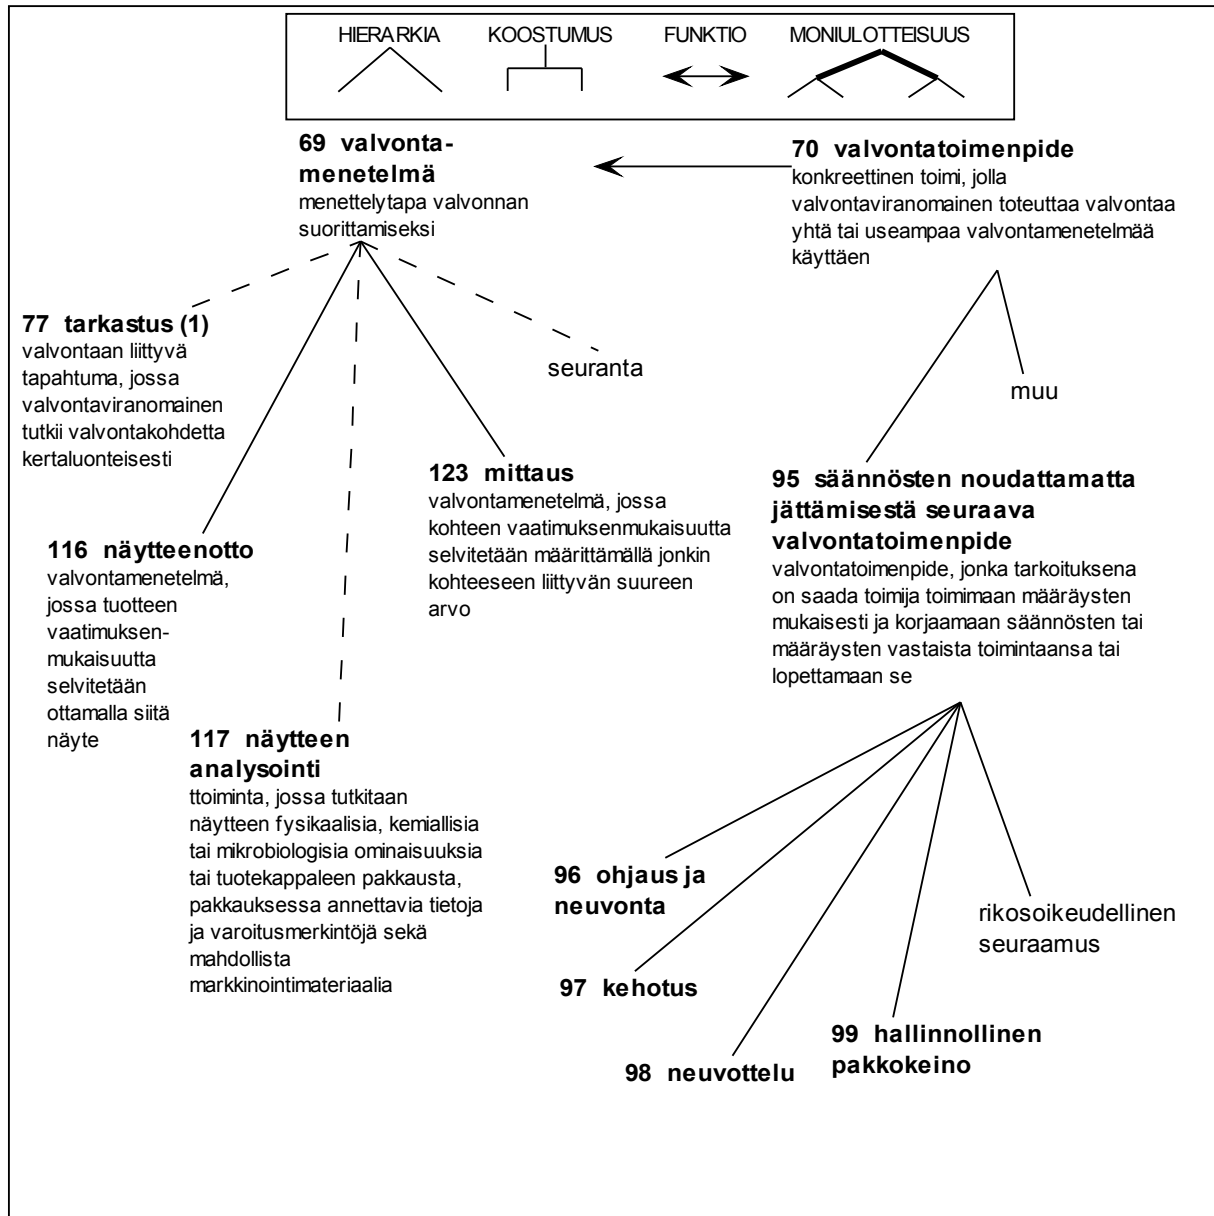 HIERARKIA KOOSTUMUS FUNKTIO MONIULOTTEISUUS
69 valvonta-
menetelmä
menettelytapa valvonnan
suorittamiseksi
70 valvontatoimenpide
konkreettinen toimi, jolla
valvontaviranomainen toteuttaa valvontaa
yhtä tai useampaa valvontamenetelmää
käyttäen
77 tarkastus (1)
valvontaan liittyvä
tapahtuma, jossa
valvontaviranomainen
tutkii valvontakohdetta
kertaluonteisesti
seuranta
muu
123 mittaus
valvontamenetelmä, jossa
kohteen vaatimuksenmukaisuutta
selvitetään määrittämällä jonkin
kohteeseen liittyvän suureen
arvo
95 säännösten noudattamatta
jättämisestä seuraava
valvontatoimenpide
valvontatoimenpide, jonka tarkoituksena
on saada toimija toimimaan määräysten
mukaisesti ja korjaamaan säännösten tai
määräysten vastaista toimintaansa tai
lopettamaan se
116 näytteenotto
valvontamenetelmä,
jossa tuotteen
vaatimuksen-
mukaisuutta
selvitetään
ottamalla siitä
näyte
117 näytteen
analysointi
ttoiminta, jossa tutkitaan
näytteen fysikaalisia, kemiallisia
tai mikrobiologisia ominaisuuksia
tai tuotekappaleen pakkausta,
pakkauksessa annettavia tietoja
ja varoitusmerkintöjä sekä
mahdollista
markkinointimateriaalia
96 ohjaus ja
neuvonta
rikosoikeudellinen
seuraamus
97 kehotus
99 hallinnollinen
pakkokeino
98 neuvottelu